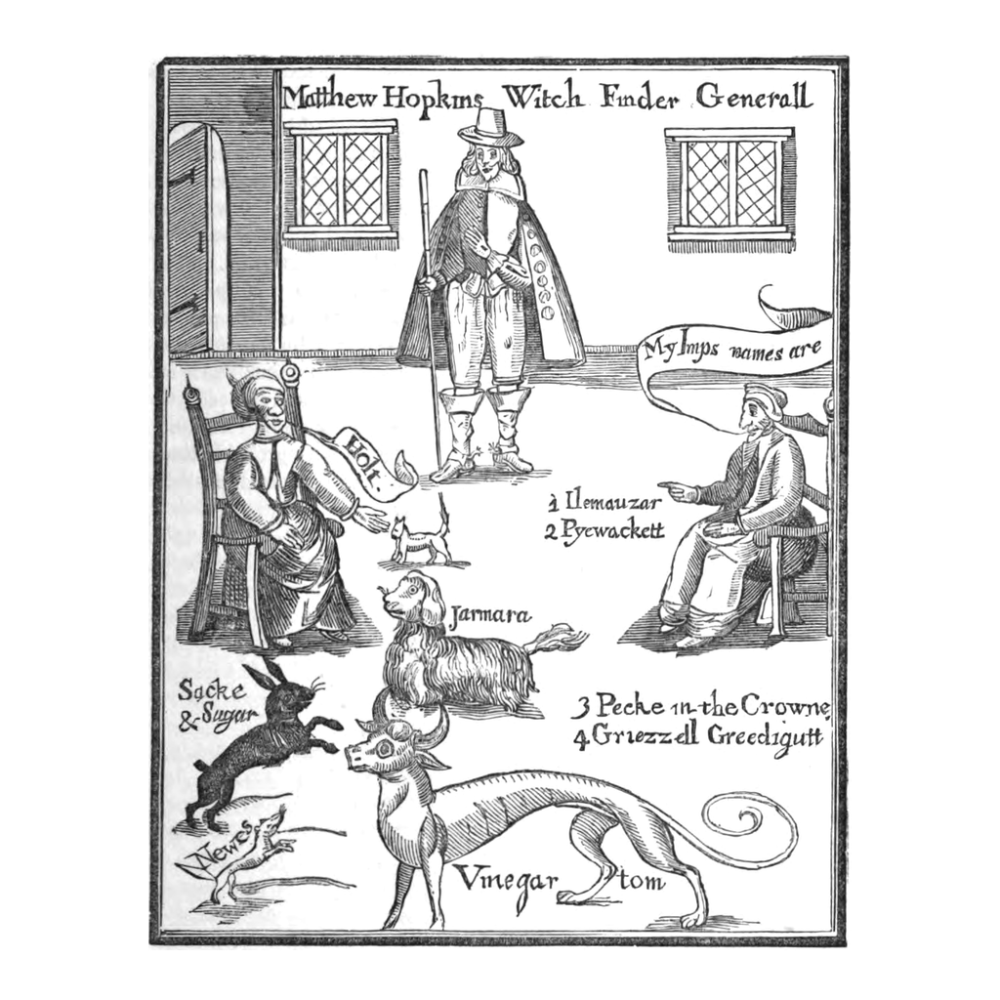 Matthew Hopkins Witch Finder Generall
My Imps names are
Holt.
1 Ilemauzar
2 Pyewackett
Jarmara
Sacke
& Sugar
3 Pecke in the Crowne
4 Griezzell Greedigutt
Newes
Vinegar tom